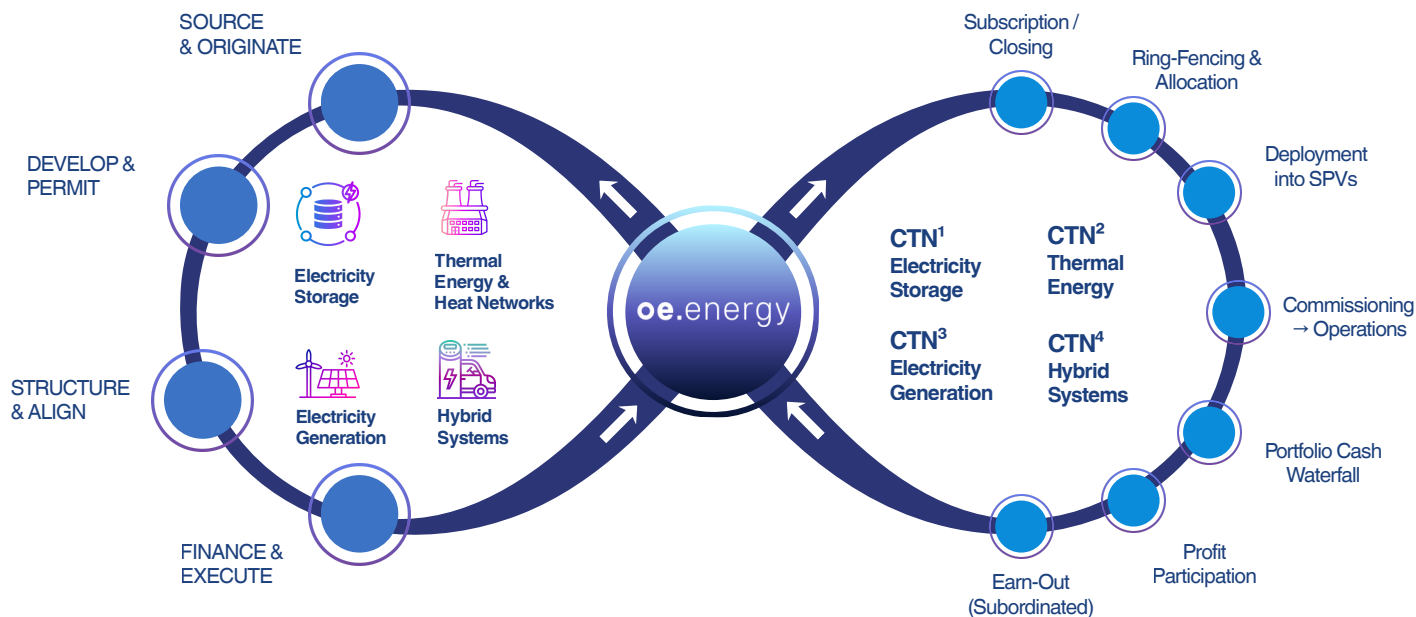 SOURCE
& ORIGINATE
DEVELOP &
PERMIT
STRUCTURE
& ALIGN
FINANCE &
EXECUTE
Electricity
Storage
Thermal
Energy &
Heat Networks
Electricity
Generation
Hybrid
Systems
oe.energy
Subscription /
Closing
Ring-Fencing &
Allocation
Deployment
into SPVs
Commissioning
→ Operations
Portfolio Cash
Waterfall
Profit
Participation
Earn-Out
(Subordinated)
CTN¹
Electricity
Storage
CTN²
Thermal
Energy
CTN³
Electricity
Generation
CTN⁴
Hybrid
Systems